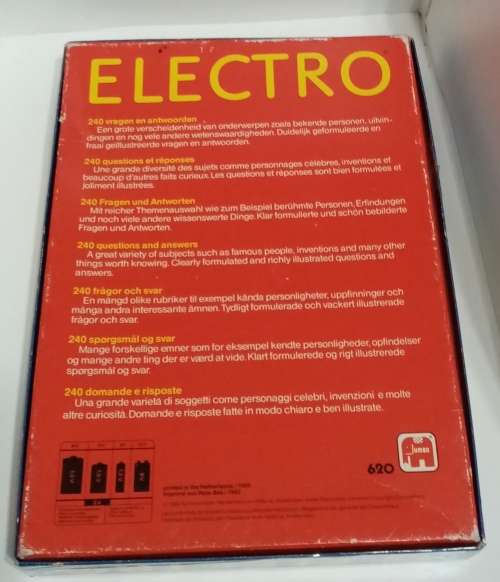 ELECTRO
240 vragen en antwoorden
Een grote verscheidenheid van onderwerpen zoals bekende personen, uitvin-
dingen en nog vele andere wetenswaardigheden. Duidelijk geformuleerde en
fraai geïllustreerde vragen en antwoorden.
240 questions et réponses
Une grande diversité des sujets comme personnages célèbres, inventions et
beaucoup d'autres faits curieux. Les questions et réponses sont bien formulées et
joliment illustrées.
240 Fragen und Antworten
Mit reicher Themenauswahl wie zum Beispiel berühmte Personen, Erfindungen
und noch viele andere wissenswerte Dinge. Klar formulierte und schön bebilderte
Fragen und Antworten.
240 questions and answers
A great variety of subjects such as famous people, inventions and many other
things worth knowing. Clearly formulated and richly illustrated questions and
answers.
240 frågor och svar
En mängd olike rubriker til exempel kända personligheter, uppfinninger och
många andra interessante ämnen. Tydligt formulerade och vackert illustrerade
frågor och svar.
240 spørgsmål og svar
Mange forskellige emner som for eksempel kendte personligheder, opfindelser
og mange andre ting der er værd at vide. Klart formulerede og rigt illustrerede
spørgsmål og svar.
240 domande e risposte
Una grande varietà di soggetti come personaggi celebri, invenzioni e molte
altre curiosità. Domande e risposte fatte in modo chiaro e ben illustrate.
620
Jumbo